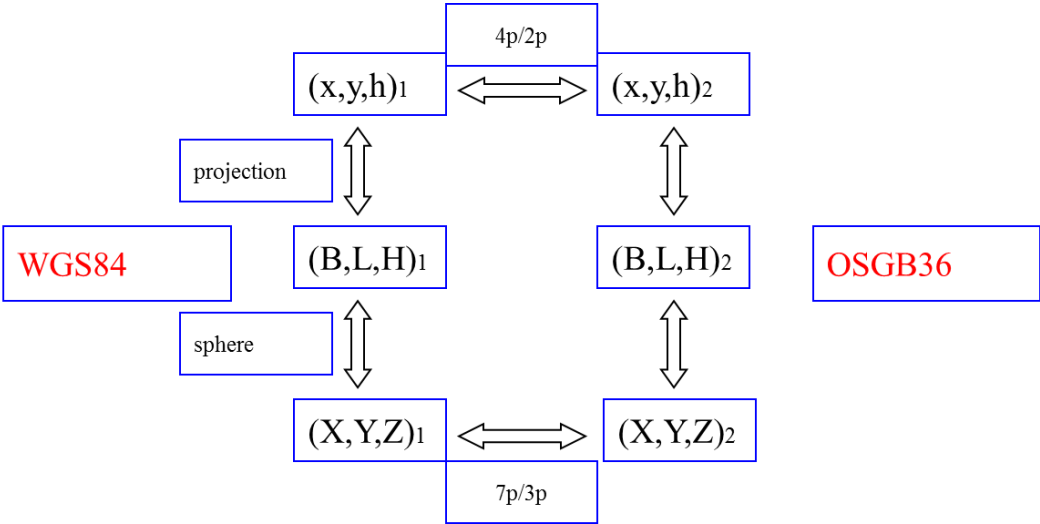 4p/2p
(x,y,h)1
(x,y,h)2
projection
WGS84
(B,L,H)1
(B,L,H)2
OSGB36
sphere
(X,Y,Z)1
(X,Y,Z)2
7p/3p